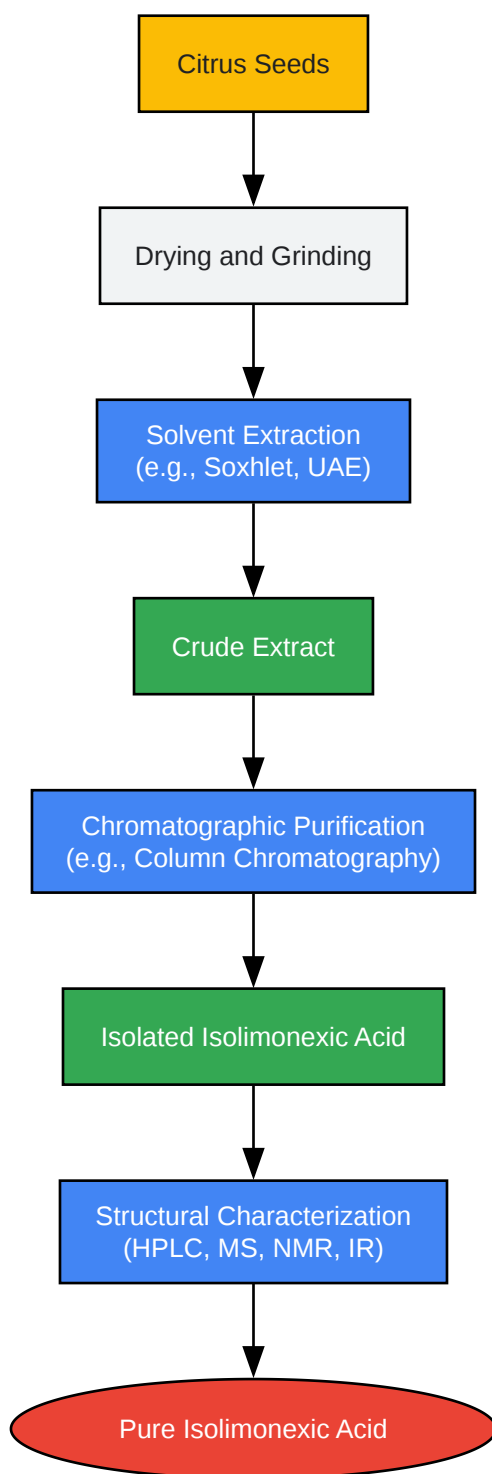 Citrus Seeds
Drying and Grinding
Solvent Extraction
(e.g., Soxhlet, UAE)
Crude Extract
Chromatographic Purification
(e.g., Column Chromatography)
Isolated Isolimonexic Acid
Structural Characterization
(HPLC, MS, NMR, IR)
Pure Isolimonexic Acid